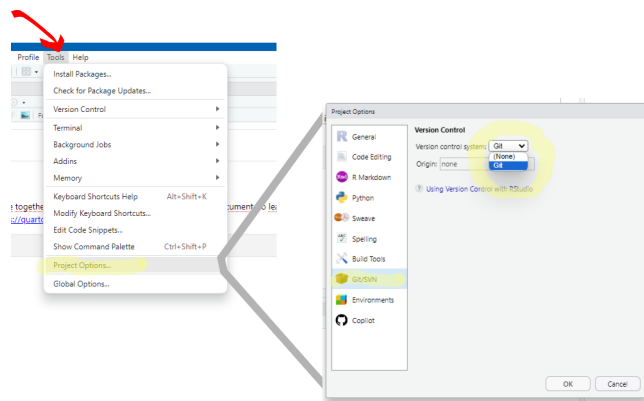 Profile Tools Help
Install Packages...
Check for Package Updates...
Version Control
Terminal
Background Jobs
Addins
Memory
Keyboard Shortcuts Help Alt+Shift+K
Modify Keyboard Shortcuts...
Edit Code Snippets...
Show Command Palette Ctrl+Shift+P
Project Options...
Global Options...
s://quarto
Project Options
General
Code Editing
R Markdown
Python
Sweave
Spelling
Build Tools
Git/SVN
Environments
Copilot
Version Control
Version control system: Git
(None)
Git
Origin: none
Using Version Control with RStudio
OK Cancel